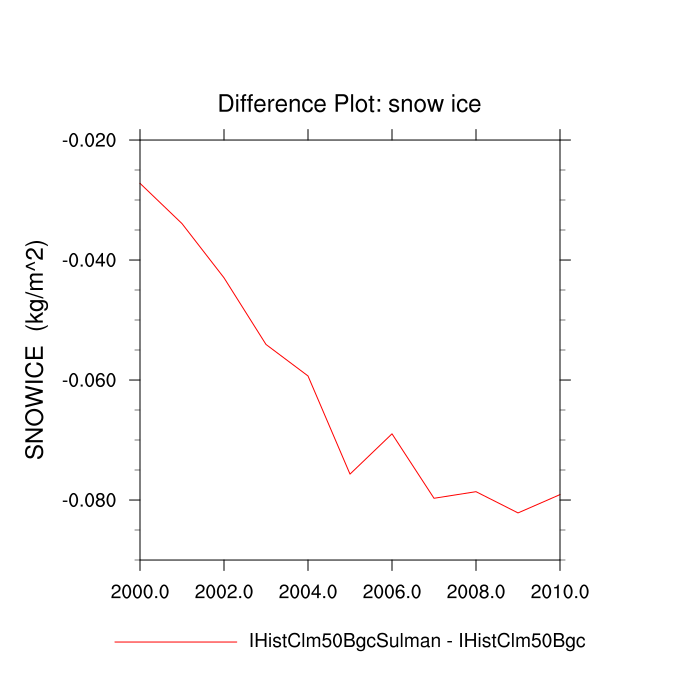 Difference Plot: snow ice
-0.020
-0.040
-0.060
-0.080
SNOWICE (kg/m^2)
2000.0 2002.0 2004.0 2006.0 2008.0 2010.0
IHistClm50BgcSulman - IHistClm50Bgc